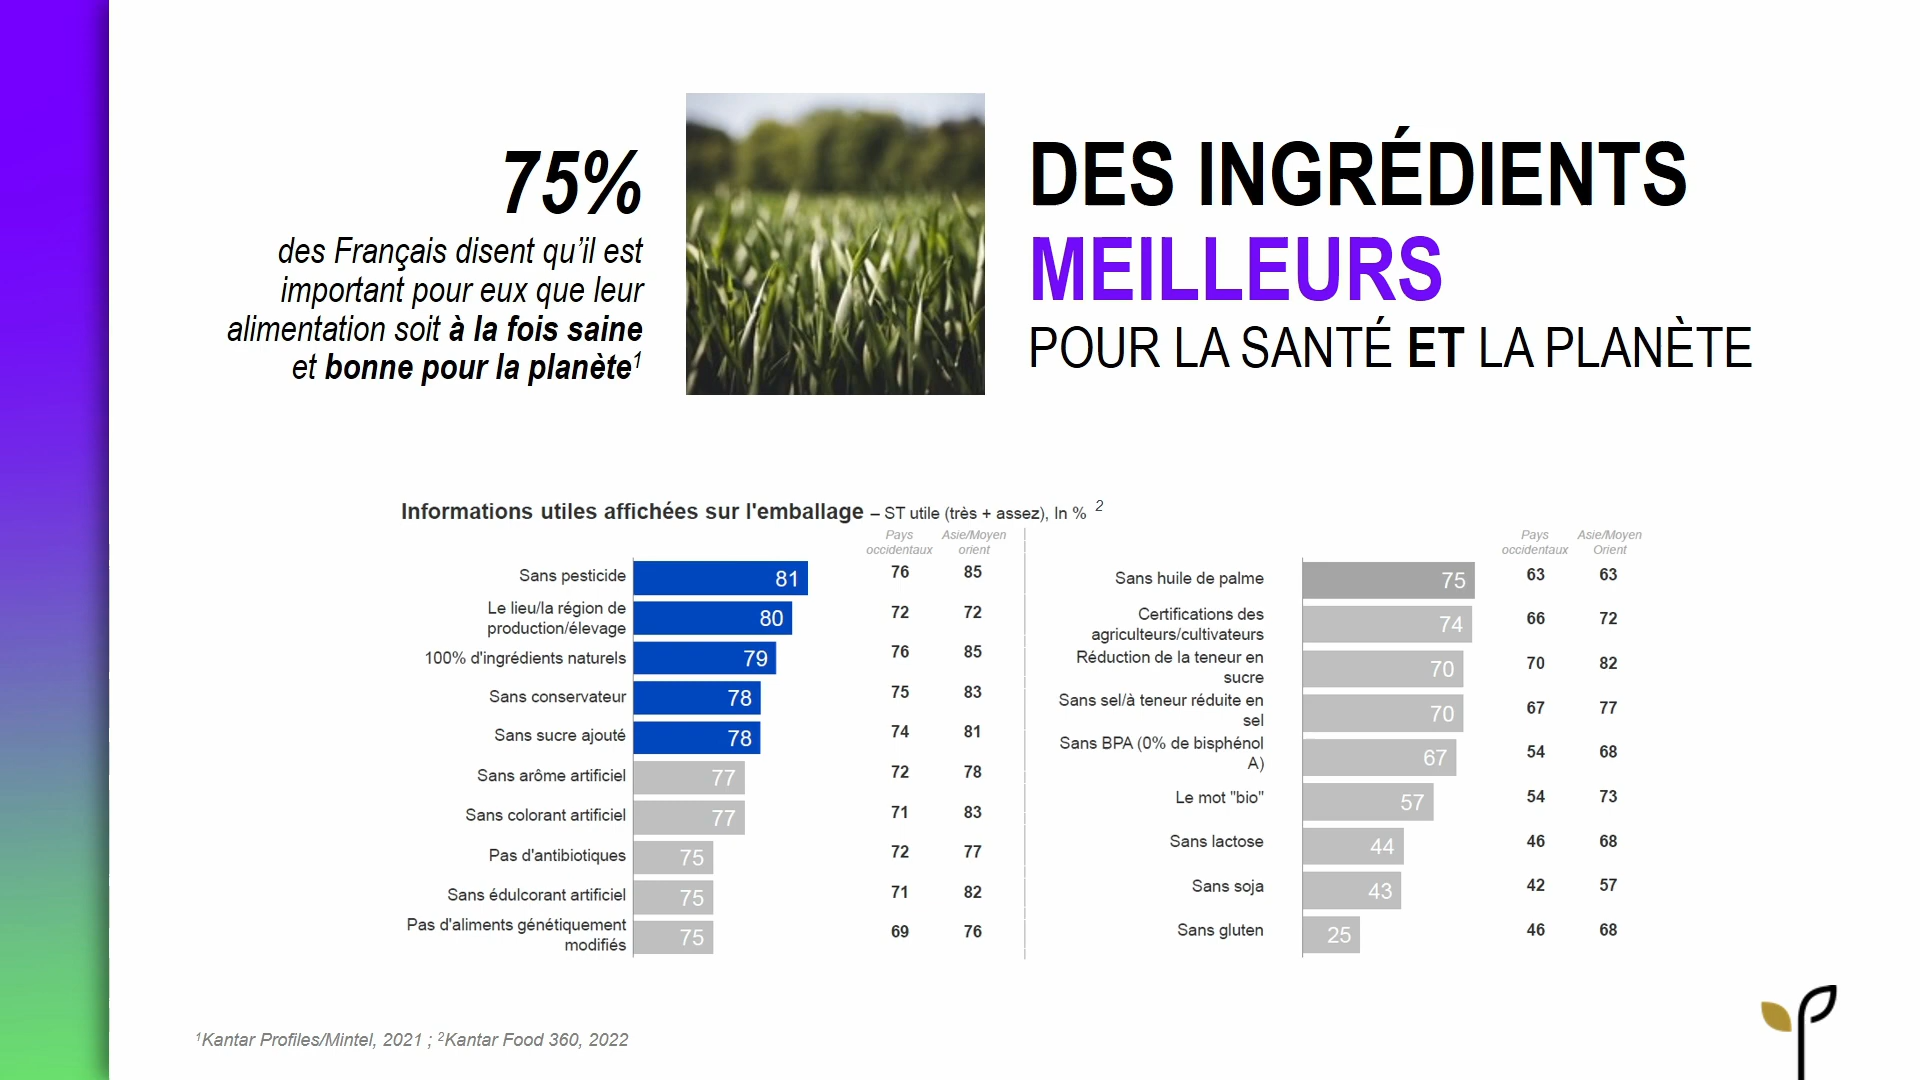 75%
des Français disent qu’il est
important pour eux que leur
alimentation soit à la fois saine
et bonne pour la planète1
DES INGRÉDIENTS
MEILLEURS
POUR LA SANTÉ ET LA PLANÈTE
Informations utiles affichées sur l'emballage – ST utile (très + assez), In % 2
Pays occidentaux Asie/Moyen orient
Sans pesticide 81 76 85
Le lieu/la région de production/élevage 80 72 72
100% d'ingrédients naturels 79 76 85
Sans conservateur 78 75 83
Sans sucre ajouté 78 74 81
Sans arôme artificiel 77 72 78
Sans colorant artificiel 77 71 83
Pas d'antibiotiques 75 72 77
Sans édulcorant artificiel 75 71 82
Pas d'aliments génétiquement modifiés 75 69 76
Pays occidentaux Asie/Moyen Orient
Sans huile de palme 75 63 63
Certifications des agriculteurs/cultivateurs 74 66 72
Réduction de la teneur en sucre 70 70 82
Sans sel/à teneur réduite en sel 70 67 77
Sans BPA (0% de bisphénol A) 67 54 68
Le mot "bio" 57 54 73
Sans lactose 44 46 68
Sans soja 43 42 57
Sans gluten 25 46 68
1Kantar Profiles/Mintel, 2021 ; 2Kantar Food 360, 2022